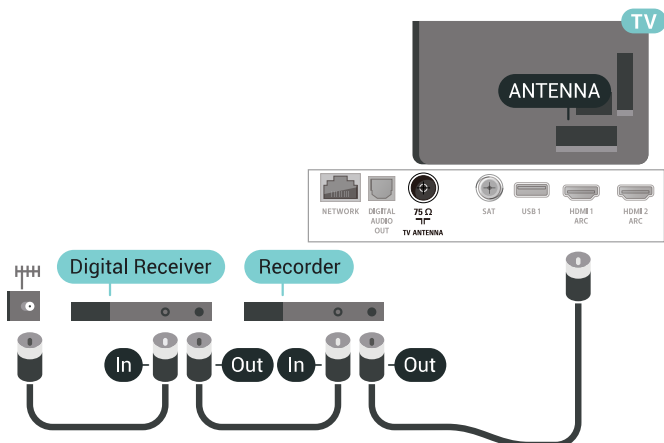 TV
ANTENNA
NETWORK
DIGITAL
AUDIO
OUT
75 Ω
TV ANTENNA
SAT
USB 1
HDMI 1
ARC
HDMI 2
ARC
Digital Receiver
Recorder
In
Out
In
Out